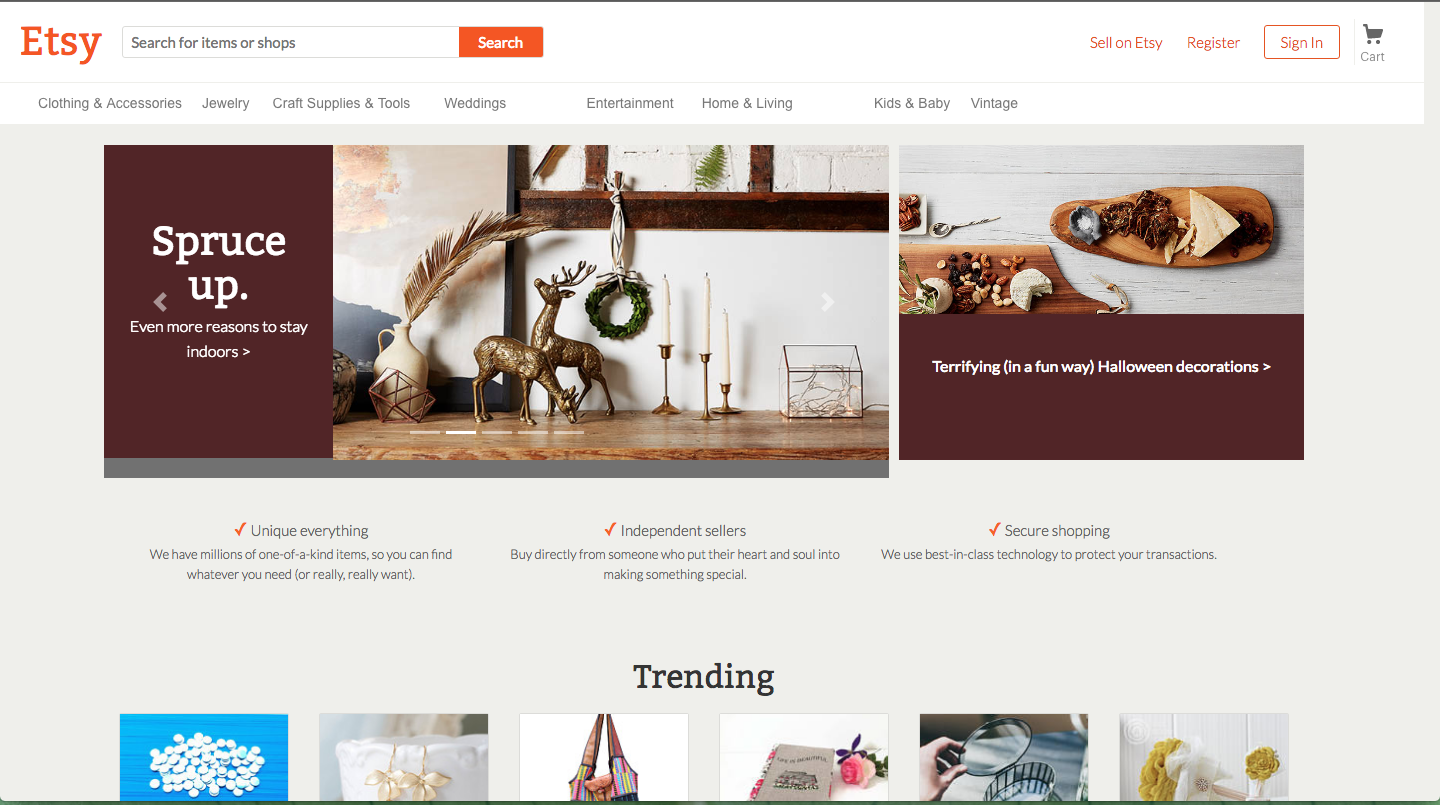 Etsy
Search for items or shops
Search
Sell on Etsy
Register
Sign In
Cart
Clothing & Accessories
Jewelry
Craft Supplies & Tools
Weddings
Entertainment
Home & Living
Kids & Baby
Vintage
Spruce
up.
Even more reasons to stay
indoors >
Terrifying (in a fun way) Halloween decorations >
Unique everything
We have millions of one-of-a-kind items, so you can find
whatever you need (or really, really want).
Independent sellers
Buy directly from someone who put their heart and soul into
making something special.
Secure shopping
We use best-in-class technology to protect your transactions.
Trending
LIFE IS BEAUTIFUL